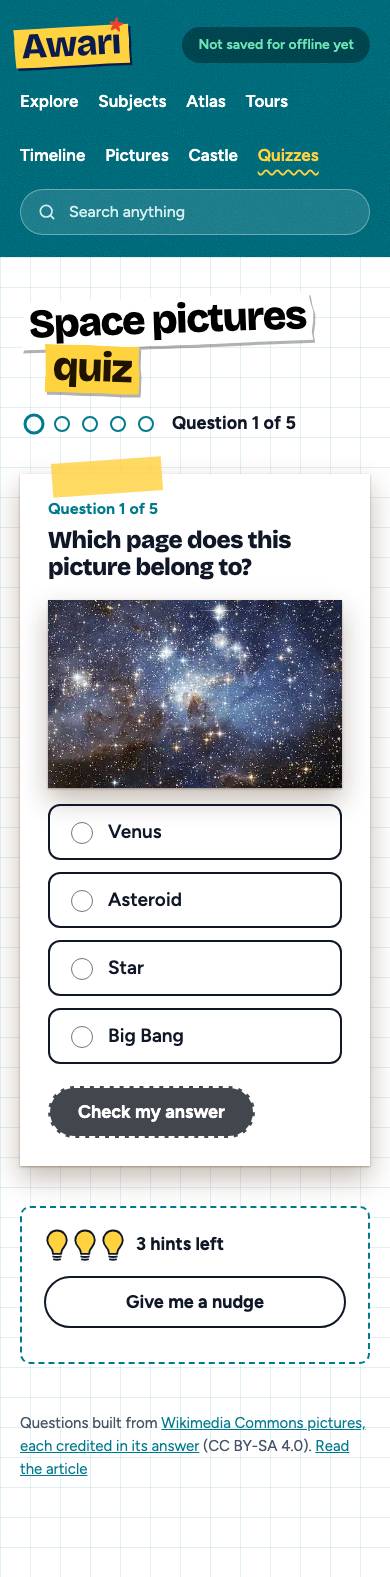 Awari
Not saved for offline yet
Explore Subjects Atlas Tours
Timeline Pictures Castle Quizzes
Search anything
Space pictures
quiz
Question 1 of 5
Question 1 of 5
Which page does this
picture belong to?
Venus
Asteroid
Star
Big Bang
Check my answer
3 hints left
Give me a nudge
Questions built from Wikimedia Commons pictures,
each credited in its answer (CC BY-SA 4.0). Read
the article